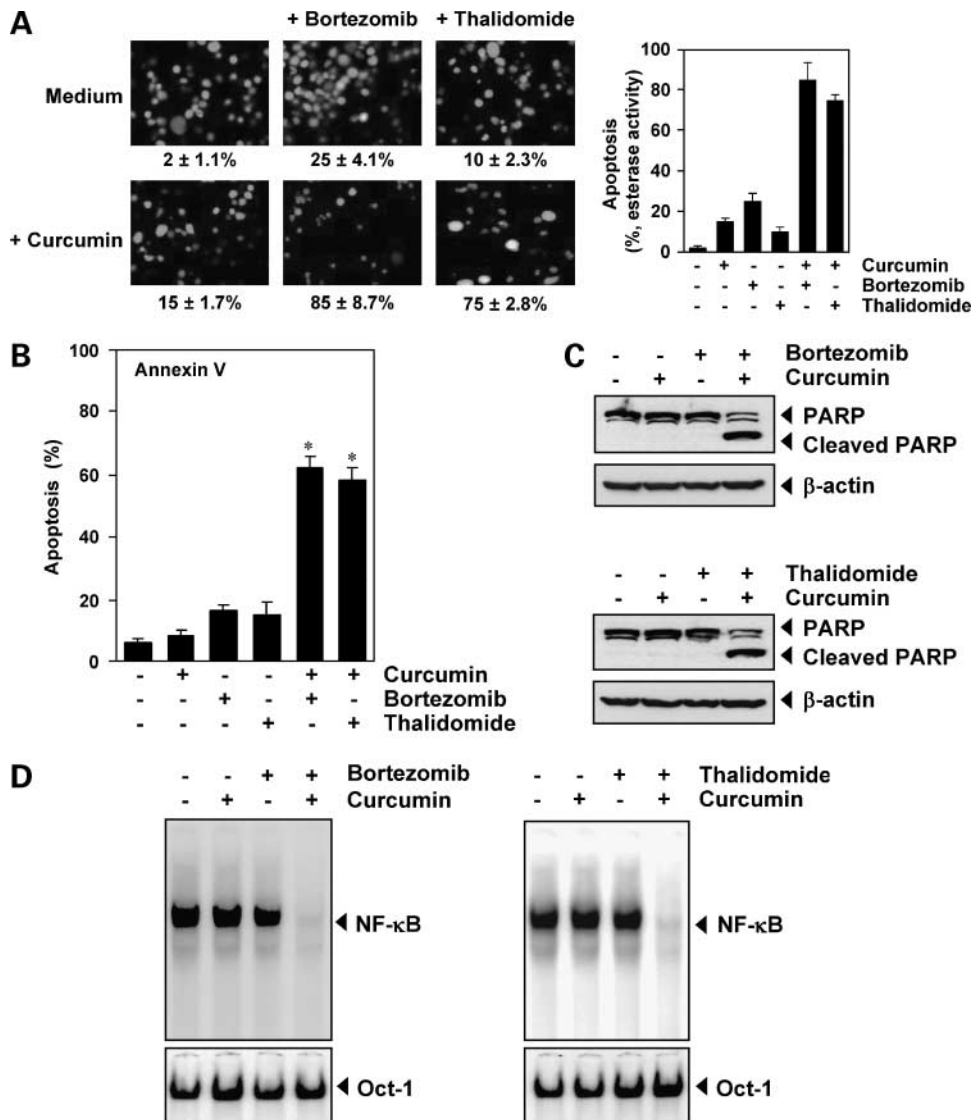 A
+ Bortezomib + Thalidomide
Medium
2 ± 1.1% 25 ± 4.1% 10 ± 2.3%
+ Curcumin
15 ± 1.7% 85 ± 8.7% 75 ± 2.8%
Apoptosis
(%, esterase activity)
100
80
60
40
20
0
- + - - + + Curcumin
- - + - + - Bortezomib
- - - + - + Thalidomide
B
Annexin V
Apoptosis (%)
100
80
60
40
20
0
* *
- + - - + + Curcumin
- - + - + - Bortezomib
- - - + - + Thalidomide
C
- - + + Bortezomib
- + - + Curcumin
PARP
Cleaved PARP
β-actin
- - + + Thalidomide
- + - + Curcumin
PARP
Cleaved PARP
β-actin
D
- - + + Bortezomib
- + - + Curcumin
NF-κB
Oct-1
- - + + Thalidomide
- + - + Curcumin
NF-κB
Oct-1